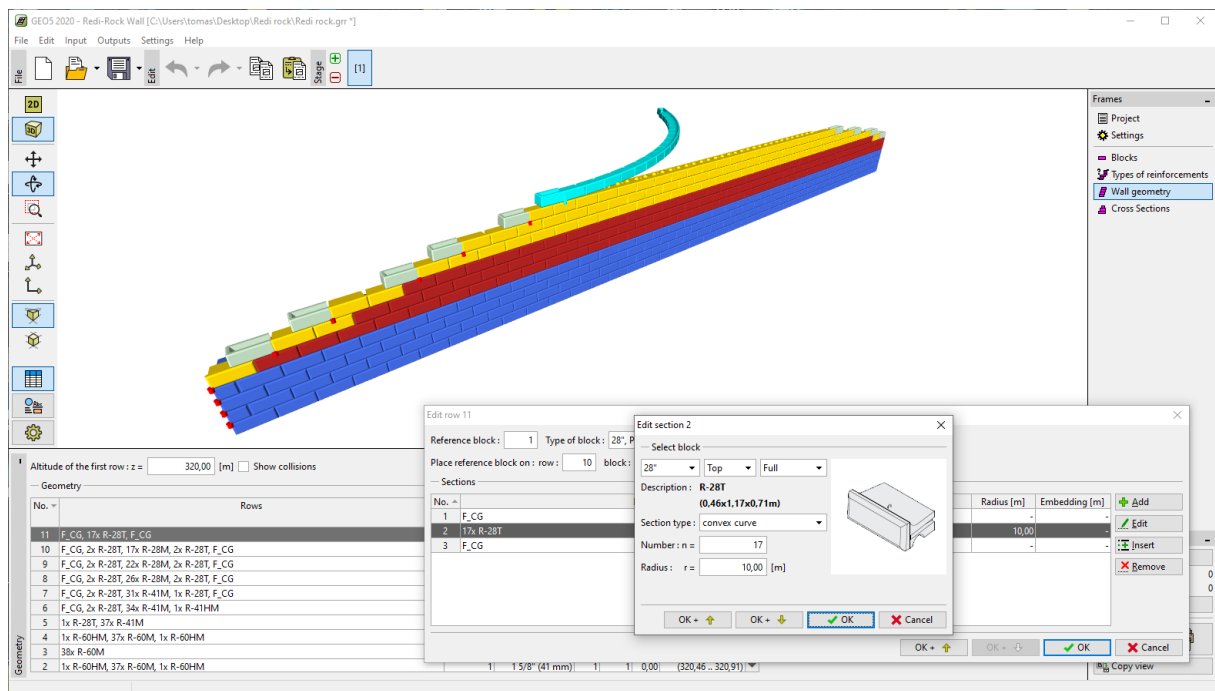 GEO5 2020 - Redi-Rock Wall [C:\Users\tomas\Desktop\Redi rock\Redi rock.grr *]
File Edit Input Outputs Settings Help
File
Edit
Stage
[1]
2D
3D
Frames
Project
Settings
Blocks
Types of reinforcements
Wall geometry
Cross Sections
Altitude of the first row : z = 320,00 [m] Show collisions
Geometry
No. Rows
11 F_CG, 17x R-28T, F_CG
10 F_CG, 2x R-28T, 17x R-28M, 2x R-28T, F_CG
9 F_CG, 2x R-28T, 22x R-28M, 2x R-28T, F_CG
8 F_CG, 2x R-28T, 26x R-28M, 2x R-28T, F_CG
7 F_CG, 2x R-28T, 31x R-41M, 1x R-28T, F_CG
6 F_CG, 2x R-28T, 34x R-41M, 1x R-41HM
5 1x R-28T, 37x R-41M
4 1x R-60HM, 37x R-60M, 1x R-60HM
3 38x R-60M
2 1x R-60HM, 37x R-60M, 1x R-60HM 1 1 5/8" (41 mm) 1 1 0,00 (320,46 .. 320,91)
Geometry
Edit row 11
Reference block : 1 Type of block : 28", P
Place reference block on : row : 10 block :
Sections
No. Radius [m] Embedding [m]
1 F_CG - -
2 17x R-28T 10,00 -
3 F_CG - -
Add
Edit
Insert
Remove
OK + OK + OK Cancel
Edit section 2
Select block
28" Top Full
Description : R-28T
(0,46x1,17x0,71m)
Section type : convex curve
Number : n = 17
Radius : r = 10,00 [m]
OK + OK + OK Cancel
0
0
Copy view